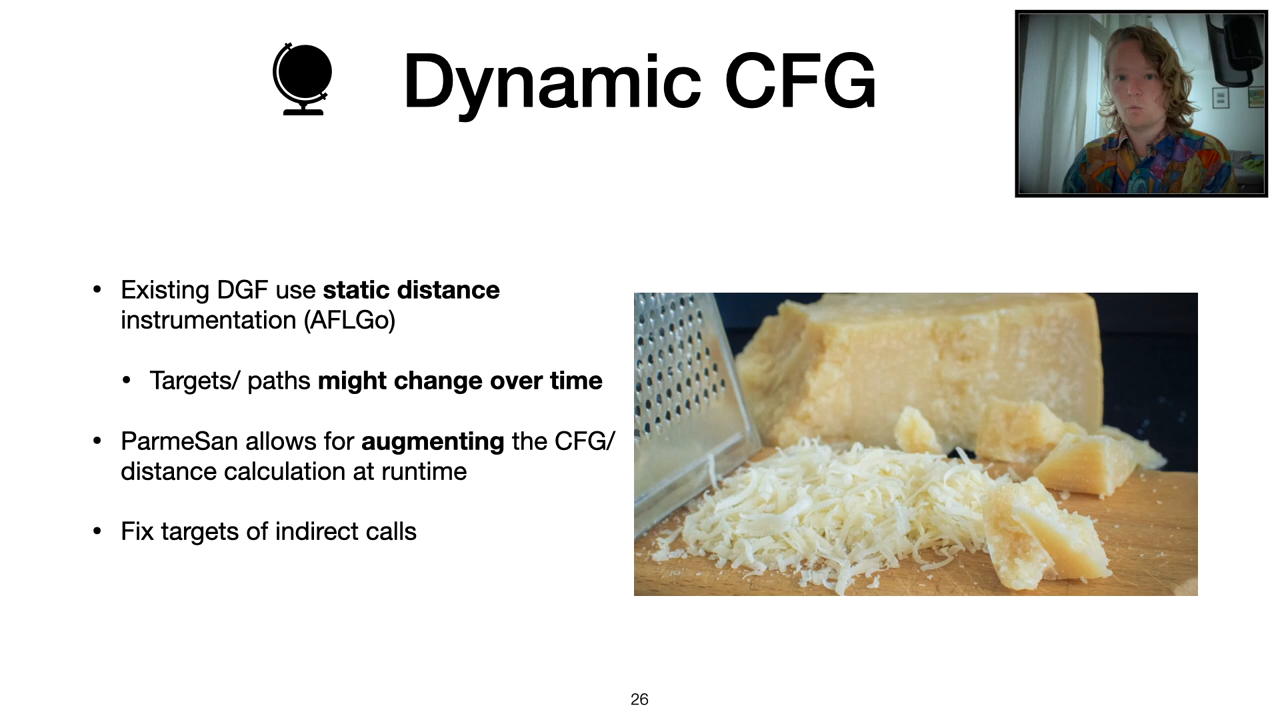 Dynamic CFG
• Existing DGF use static distance
instrumentation (AFLGo)
• Targets/ paths might change over time
• ParmeSan allows for augmenting the CFG/
distance calculation at runtime
• Fix targets of indirect calls
26